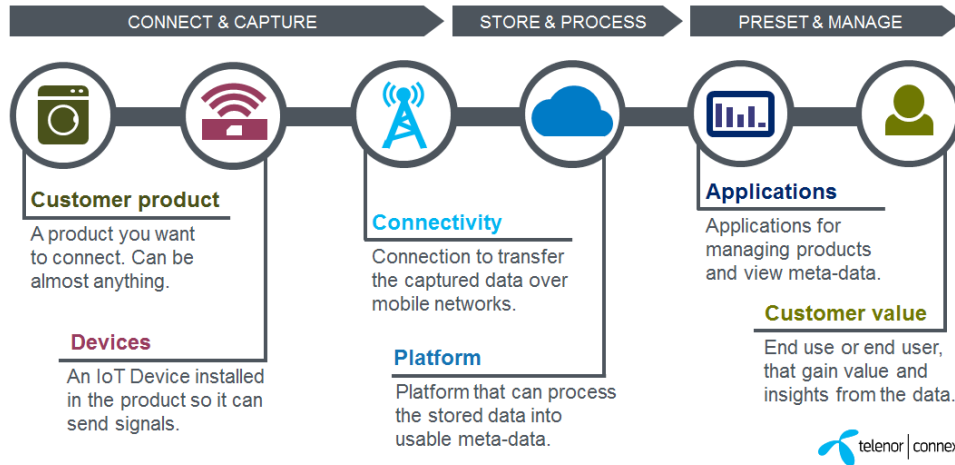 CONNECT & CAPTURE
STORE & PROCESS
PRESET & MANAGE
Customer product
A product you want
to connect. Can be
almost anything.
Devices
An IoT Device installed
in the product so it can
send signals.
Connectivity
Connection to transfer
the captured data over
mobile networks.
Platform
Platform that can process
the stored data into
usable meta-data.
Applications
Applications for
managing products
and view meta-data.
Customer value
End use or end user,
that gain value and
insights from the data.
telenor | connex